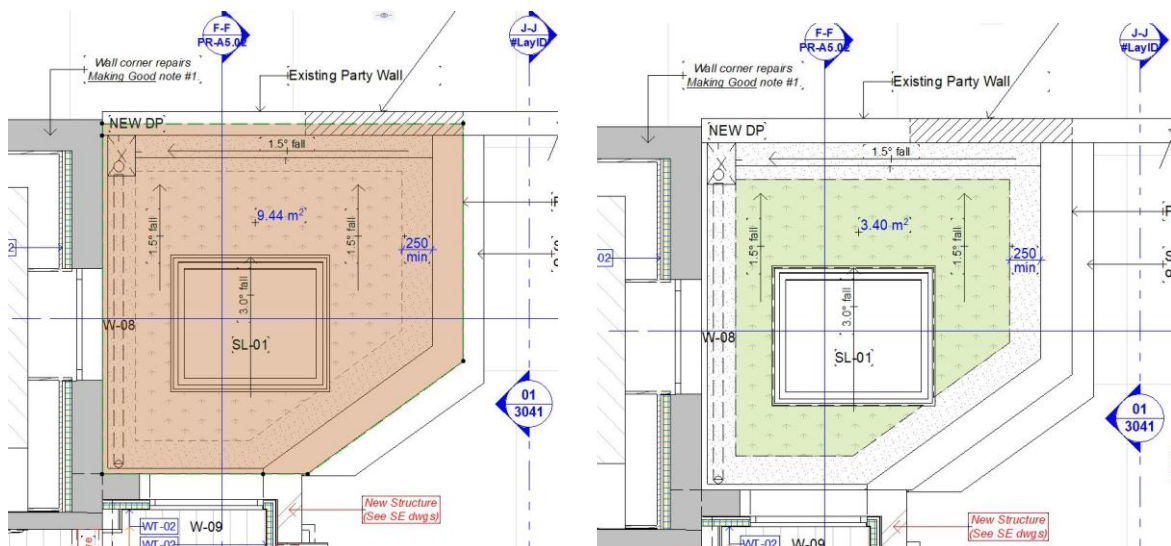 F-F
PR-A5.02
J-J
#LayID
Wall corner repairs
Making Good note #1
Existing Party Wall
NEW DP
1.5° fall
9.44 m²
1.5° fall
1.5° fall
250
min
3.0° fall
W-08
SL-01
01
3041
New Structure
(See SE dwgs)
WT-02
W-09
WT-02
F-F
PR-A5.02
J-J
#LayID
Wall corner repairs
Making Good note #1
Existing Party Wall
NEW DP
1.5° fall
3.40 m²
1.5° fall
1.5° fall
250
min
02
3.0° fall
W-08
SL-01
01
3041
New Structure
(See SE dwgs)
WT-02
W-09